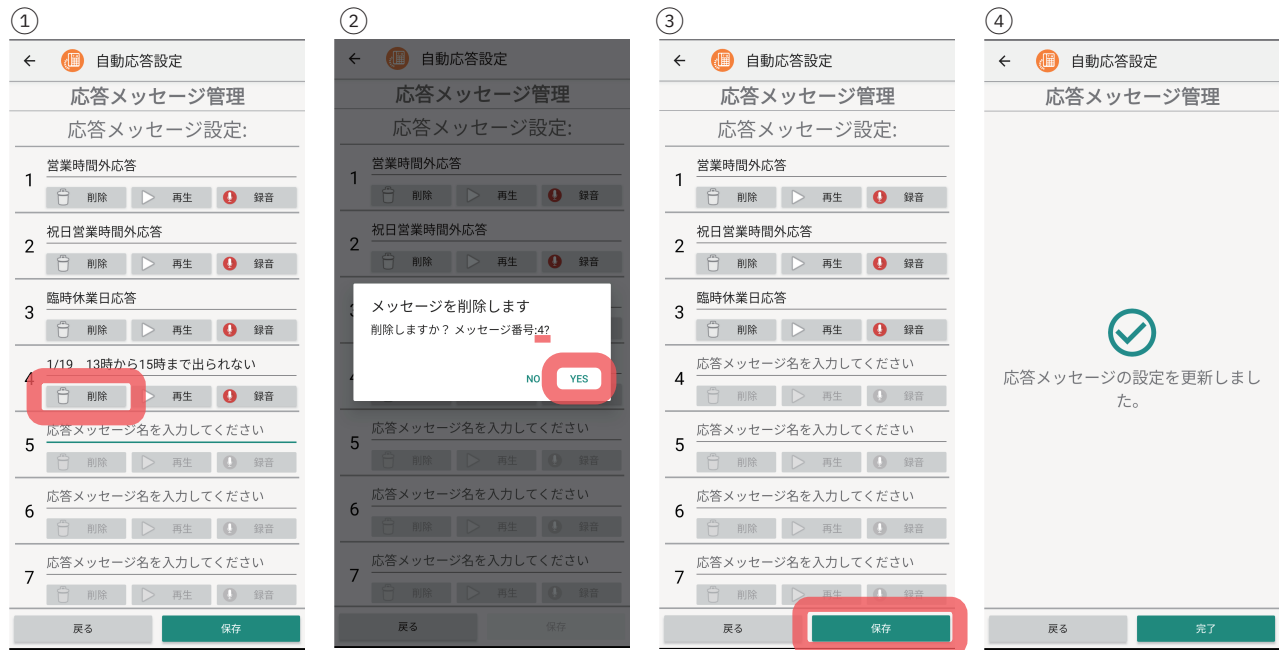 ①
自動応答設定
応答メッセージ管理
応答メッセージ設定:
1
営業時間外応答
削除 再生 録音
2
祝日営業時間外応答
削除 再生 録音
3
臨時休業日応答
削除 再生 録音
4
1/19 13時から15時まで出られない
削除 再生 録音
5
応答メッセージ名を入力してください
削除 再生 録音
6
応答メッセージ名を入力してください
削除 再生 録音
7
応答メッセージ名を入力してください
削除 再生 録音
戻る 保存
②
自動応答設定
応答メッセージ管理
応答メッセージ設定:
1
営業時間外応答
削除 再生 録音
2
祝日営業時間外応答
削除 再生 録音
メッセージを削除します
削除しますか？ メッセージ番号:4?
NO YES
5
応答メッセージ名を入力してください
削除 再生 録音
6
応答メッセージ名を入力してください
削除 再生 録音
7
応答メッセージ名を入力してください
削除 再生 録音
戻る 保存
③
自動応答設定
応答メッセージ管理
応答メッセージ設定:
1
営業時間外応答
削除 再生 録音
2
祝日営業時間外応答
削除 再生 録音
3
臨時休業日応答
削除 再生 録音
4
応答メッセージ名を入力してください
削除 再生 録音
5
応答メッセージ名を入力してください
削除 再生 録音
6
応答メッセージ名を入力してください
削除 再生 録音
7
応答メッセージ名を入力してください
削除 再生 録音
戻る 保存
④
自動応答設定
応答メッセージ管理
応答メッセージの設定を更新しまし
た。
戻る 完了